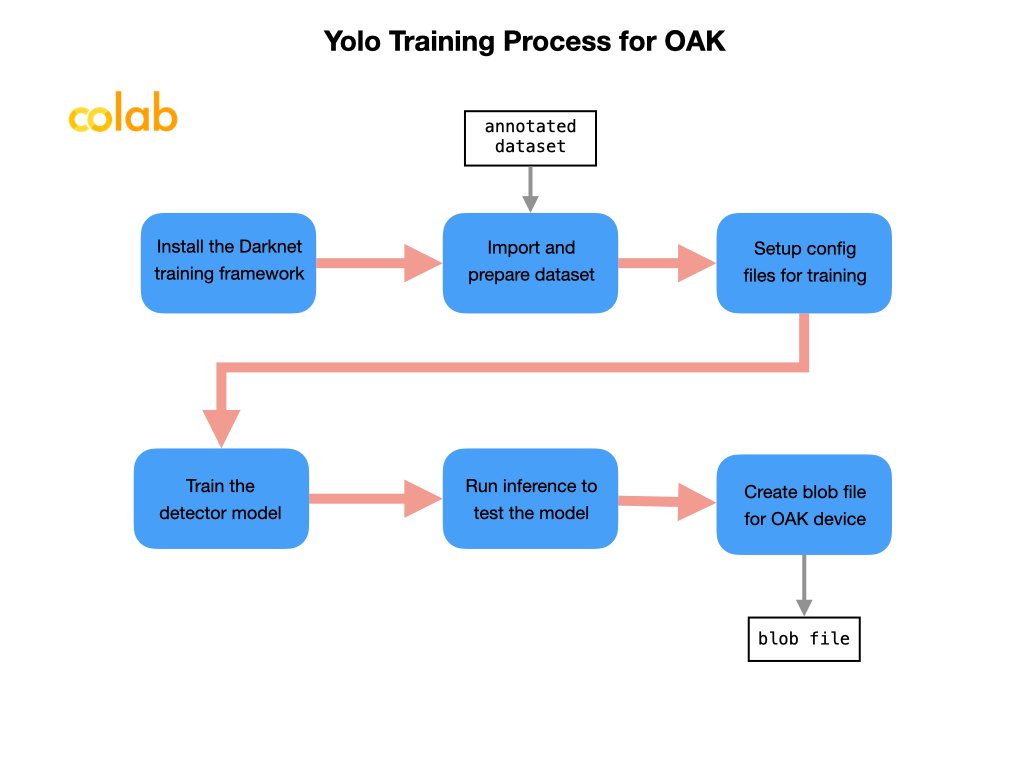 Yolo Training Process for OAK
colab
annotated
dataset
Install the Darknet
training framework
Import and
prepare dataset
Setup config
files for training
Train the
detector model
Run inference to
test the model
Create blob file
for OAK device
blob file